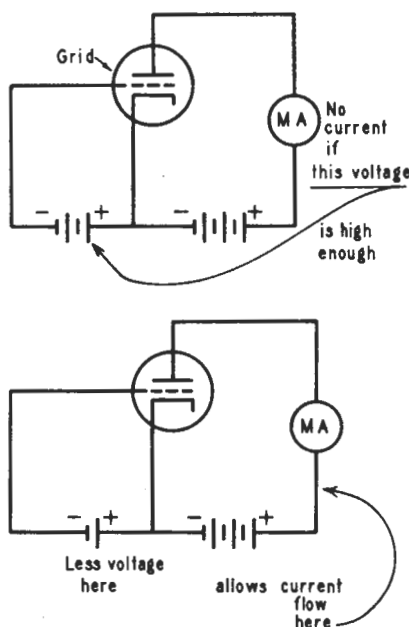 Grid
MA
No
current
if
this voltage
- + - +
is high
enough
MA
- + - +
Less voltage
here
allows current
flow
here